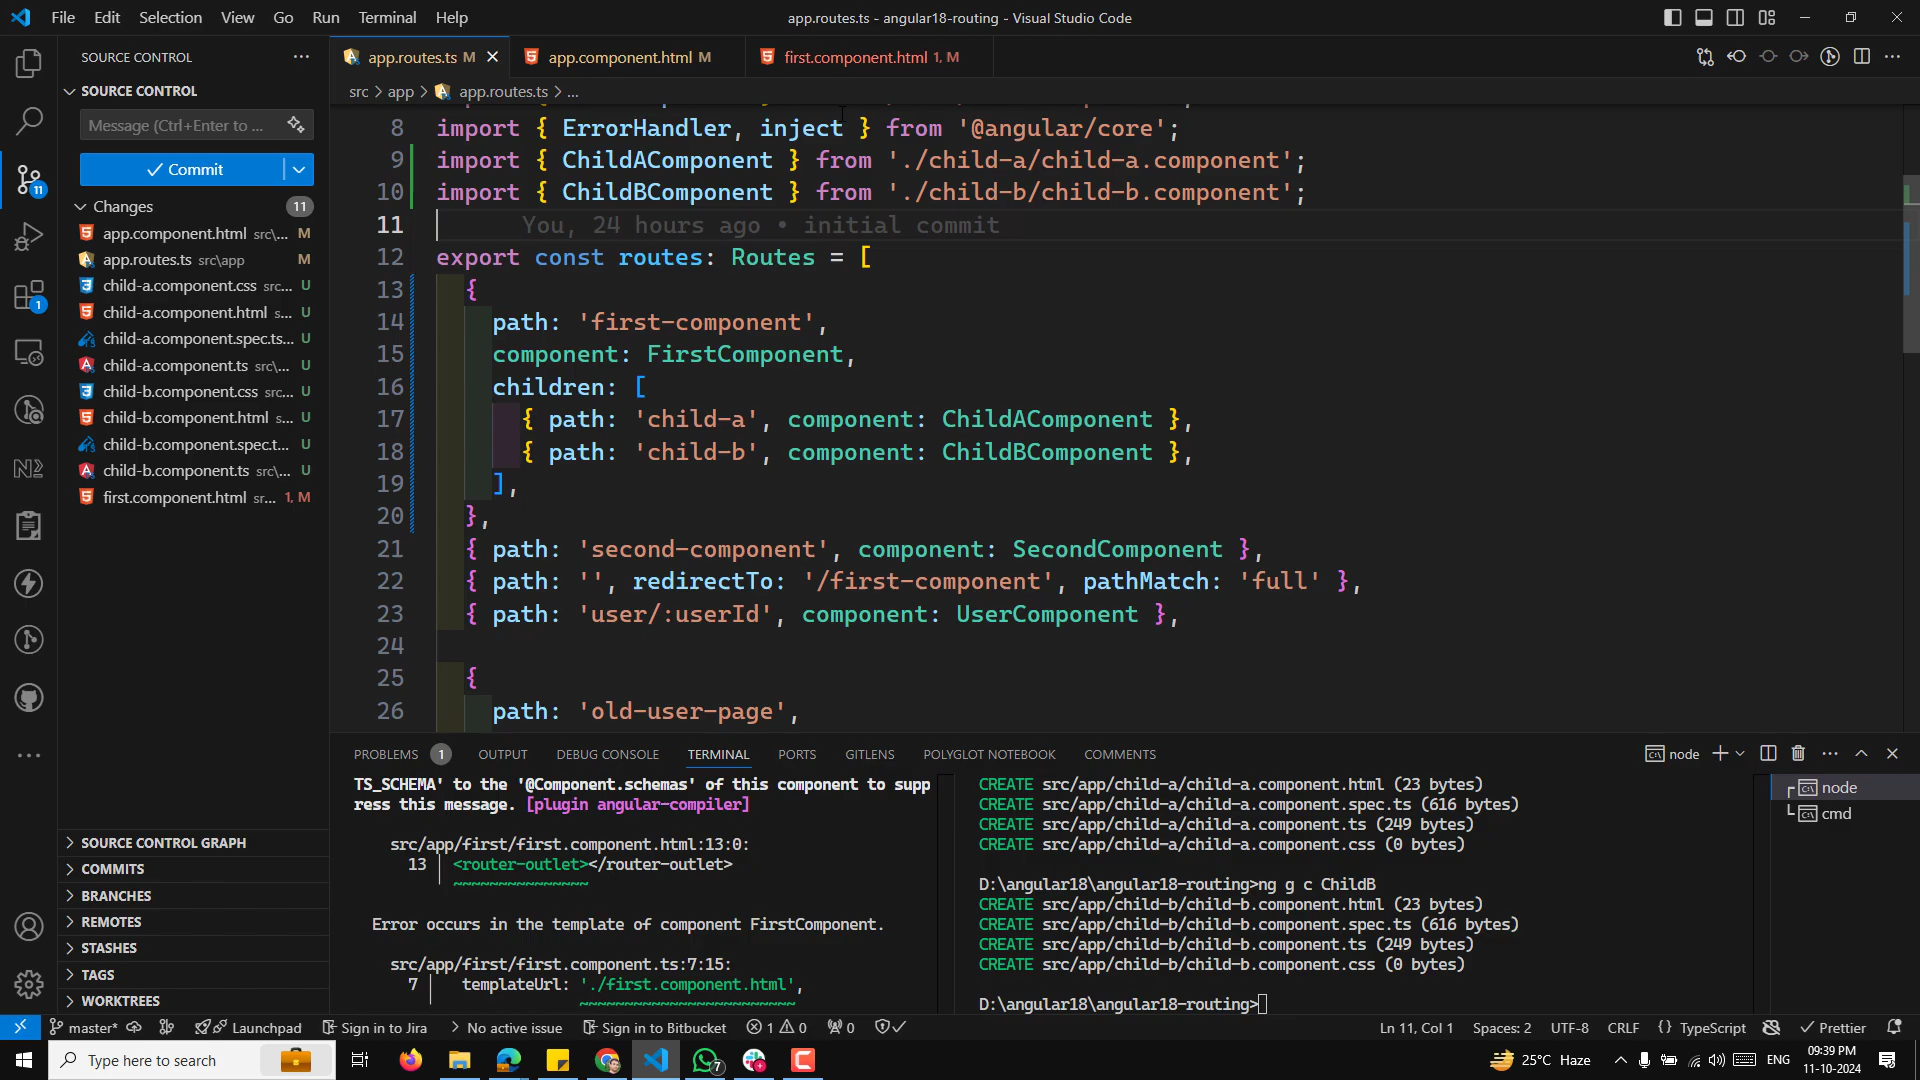 File Edit Selection View Go Run Terminal Help
app.routes.ts - angular18-routing - Visual Studio Code
SOURCE CONTROL
app.routes.ts M
app.component.html M
first.component.html 1, M
src > app > app.routes.ts > ...
SOURCE CONTROL
Message (Ctrl+Enter to ...
Commit
Changes 11
app.component.html src\... M
app.routes.ts src\app M
child-a.component.css src... U
child-a.component.html s... U
child-a.component.spec.ts... U
child-a.component.ts src\... U
child-b.component.css src... U
child-b.component.html s... U
child-b.component.spec.t... U
child-b.component.ts src\... U
first.component.html sr... 1, M
11
1
SOURCE CONTROL GRAPH
COMMITS
BRANCHES
REMOTES
STASHES
TAGS
WORKTREES
8 import { ErrorHandler, inject } from '@angular/core';
9 import { ChildAComponent } from './child-a/child-a.component';
10 import { ChildBComponent } from './child-b/child-b.component';
11 You, 24 hours ago • initial commit
12 export const routes: Routes = [
13 {
14 path: 'first-component',
15 component: FirstComponent,
16 children: [
17 { path: 'child-a', component: ChildAComponent },
18 { path: 'child-b', component: ChildBComponent },
19 ],
20 },
21 { path: 'second-component', component: SecondComponent },
22 { path: '', redirectTo: '/first-component', pathMatch: 'full' },
23 { path: 'user/:userId', component: UserComponent },
24
25 {
26 path: 'old-user-page',
PROBLEMS 1 OUTPUT DEBUG CONSOLE TERMINAL PORTS GITLENS POLYGLOT NOTEBOOK COMMENTS
node
TS_SCHEMA' to the '@Component.schemas' of this component to supp
ress this message. [plugin angular-compiler]
src/app/first/first.component.html:13:0:
13 │ <router-outlet></router-outlet>
~~~~~~~~~~~~~~~
Error occurs in the template of component FirstComponent.
src/app/first/first.component.ts:7:15:
7 │ templateUrl: './first.component.html',
~~~~~~~~~~~~~~~~~~~~~~~~
CREATE src/app/child-a/child-a.component.html (23 bytes)
CREATE src/app/child-a/child-a.component.spec.ts (616 bytes)
CREATE src/app/child-a/child-a.component.ts (249 bytes)
CREATE src/app/child-a/child-a.component.css (0 bytes)
D:\angular18\angular18-routing>ng g c ChildB
CREATE src/app/child-b/child-b.component.html (23 bytes)
CREATE src/app/child-b/child-b.component.spec.ts (616 bytes)
CREATE src/app/child-b/child-b.component.ts (249 bytes)
CREATE src/app/child-b/child-b.component.css (0 bytes)
D:\angular18\angular18-routing>
node
cmd
master* Launchpad Sign in to Jira No active issue Sign in to Bitbucket 1 0 0
Ln 11, Col 1 Spaces: 2 UTF-8 CRLF {} TypeScript Prettier
Type here to search
7
25°C Haze
ENG
09:39 PM
11-10-2024